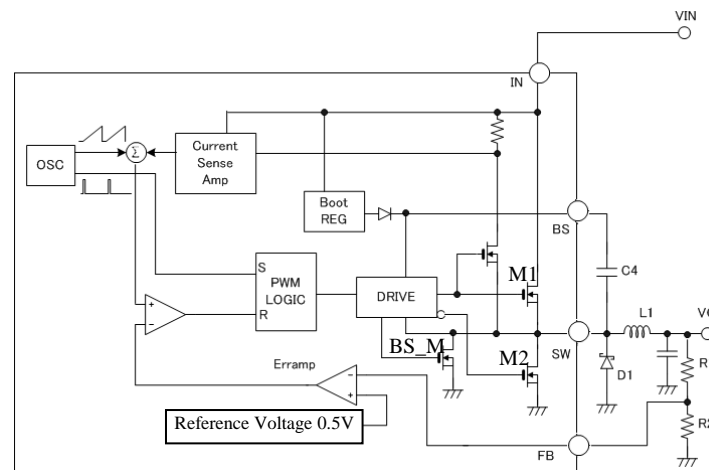 VIN
IN
OSC
Σ
Current
Sense
Amp
Boot
REG
BS
C4
S
R
PWM
LOGIC
DRIVE
M1
L1
SW
BS_M
M2
D1
Erramp
Reference Voltage 0.5V
FB